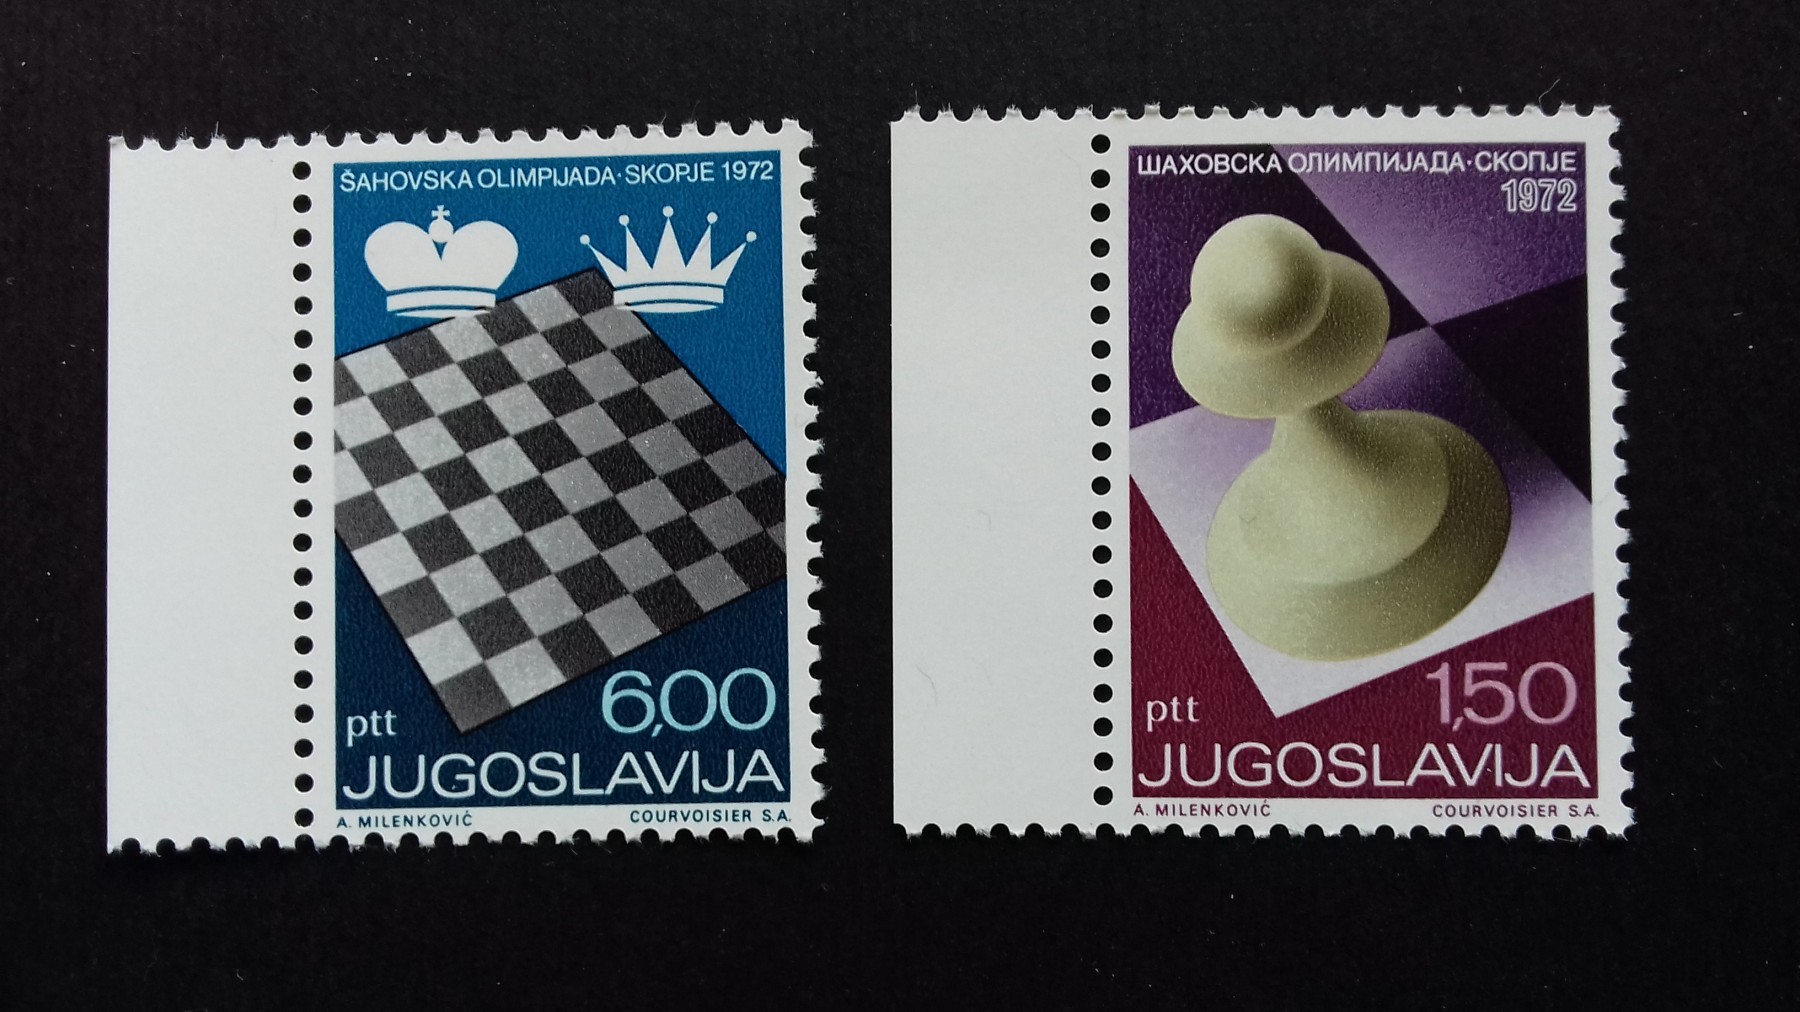 ŠAHOVSKA OLIMPIJADA·SKOPJE 1972
6,00
ptt
JUGOSLAVIJA
A. MILENKOVIĆ COURVOISIER S.A.
ШАХОВСКА ОЛИМПИЈАДА·СКОПЈЕ
1972
1,50
ptt
JUGOSLAVIJA
A. MILENKOVIĆ COURVOISIER S.A.